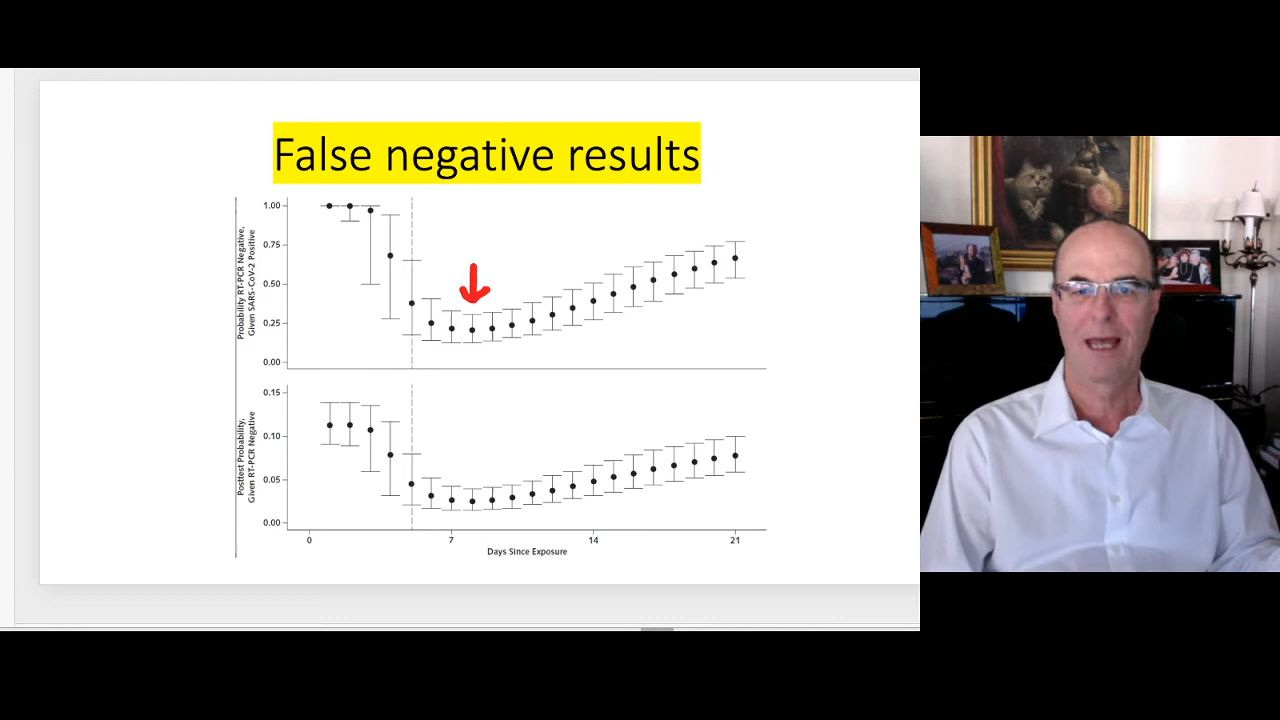 False negative results
Probability RT-PCR Negative,
Given SARS-CoV-2 Positive
1.00
0.75
0.50
0.25
0.00
Posttest Probability,
Given RT-PCR Negative
0.15
0.10
0.05
0.00
0
7
14
21
Days Since Exposure